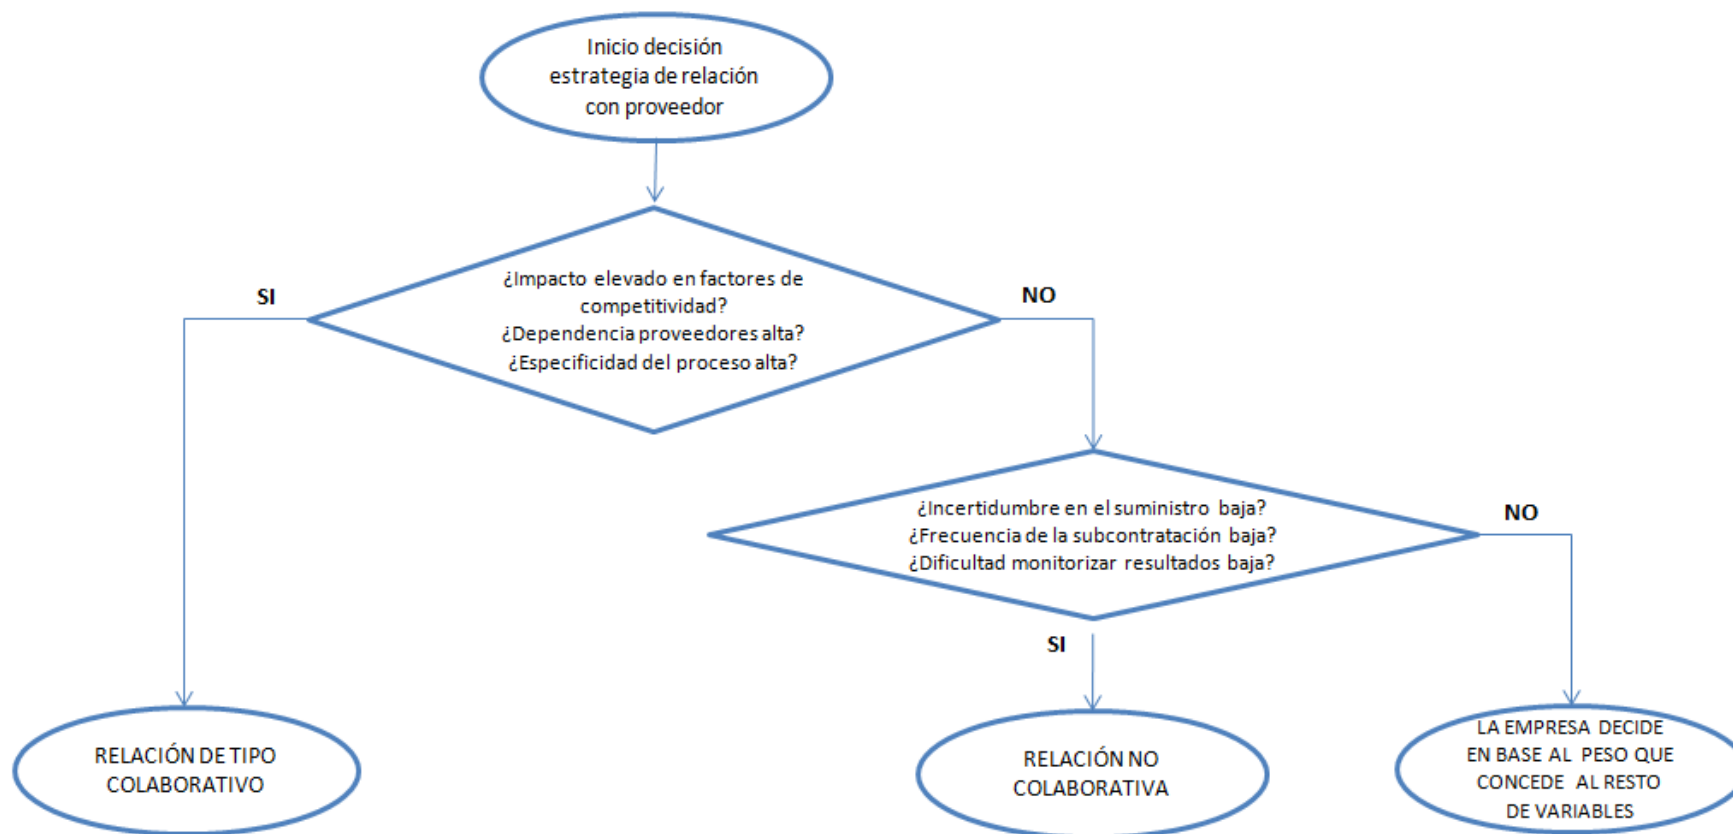 Inicio decisión
estrategia de relación
con proveedor
¿Impacto elevado en factores de
competitividad?
¿Dependencia proveedores alta?
¿Especificidad del proceso alta?
SI
NO
¿Incertidumbre en el suministro baja?
¿Frecuencia de la subcontratación baja?
¿Dificultad monitorizar resultados baja?
NO
SI
RELACIÓN DE TIPO
COLABORATIVO
RELACIÓN NO
COLABORATIVA
LA EMPRESA DECIDE
EN BASE AL PESO QUE
CONCEDE AL RESTO
DE VARIABLES